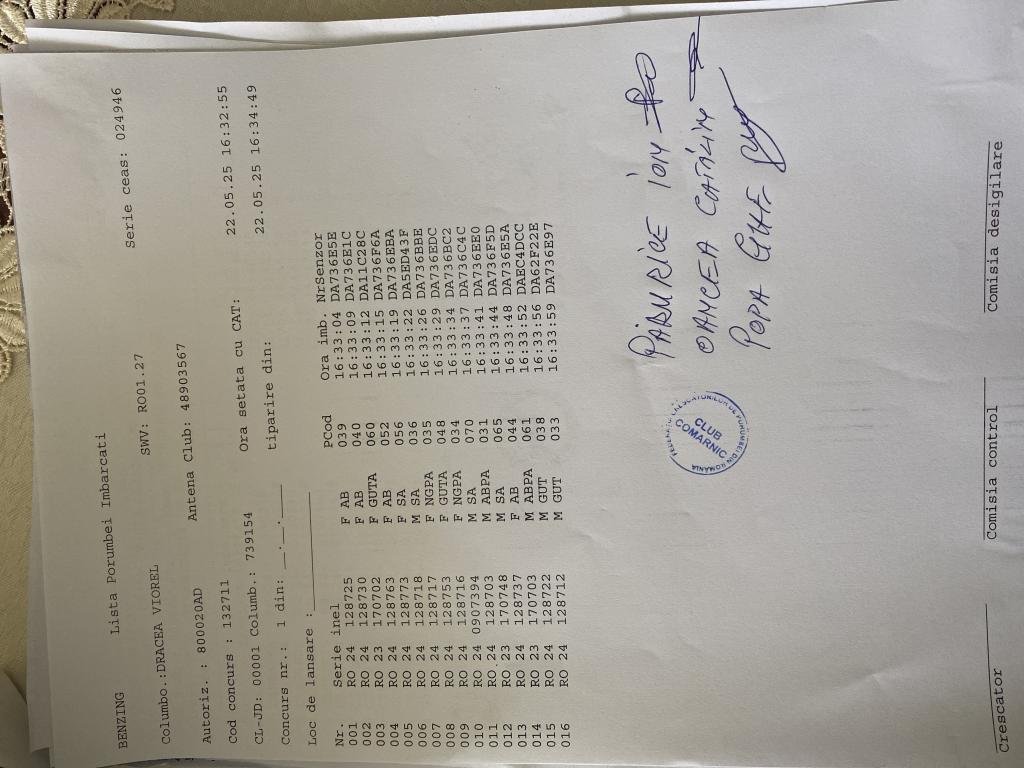 BENZING Lista Porumbei Imbarcati
Serie ceas: 024946
Columbo.:DRACEA VIOREL SWV: RO01.27
Autoriz. : 800020AD Antena Club: 48903567
Cod concurs : 132711 Ora setata cu CAT: 22.05.25 16:32:55
CL-JD: 00001 Columb.: 739154 tiparire din: 22.05.25 16:34:49
Concurs nr.: 1 din: __.__.__
Loc de lansare :
Nr. Serie inel PCod Ora imb. NrSenzor
001 RO 24 128725 F AB 039 16:33:04 DA736E5E
002 RO 24 128730 F AB 040 16:33:09 DA736E1C
003 RO 23 170702 F GUTA 060 16:33:12 DA11C28C
004 RO 24 128763 F AB 052 16:33:15 DA736F6A
005 RO 24 128773 F SA 056 16:33:19 DA736EBA
006 RO 24 128718 M SA 036 16:33:22 DA5ED43F
007 RO 24 128717 F NGPA 035 16:33:26 DA736BBE
008 RO 24 128753 F GUTA 048 16:33:29 DA736EDC
009 RO 24 128716 F NGPA 034 16:33:34 DA736BC2
010 RO 24 0907394 M SA 070 16:33:37 DA736C4C
011 RO 24 128703 M ABPA 031 16:33:41 DA736EE0
012 RO 23 170748 M SA 065 16:33:44 DA736F5D
013 RO 24 128737 F AB 044 16:33:48 DA736E5A
014 RO 23 170703 M ABPA 061 16:33:52 DAEC4DCC
015 RO 24 128722 M GUT 038 16:33:56 DA62F22E
016 RO 24 128712 M GUT 033 16:33:59 DA736E97
PĂDURICE ION
OANCEA CĂTĂLIN
POPA GHE
CLUB
COMARNIC
Crescator Comisia control Comisia desigilare